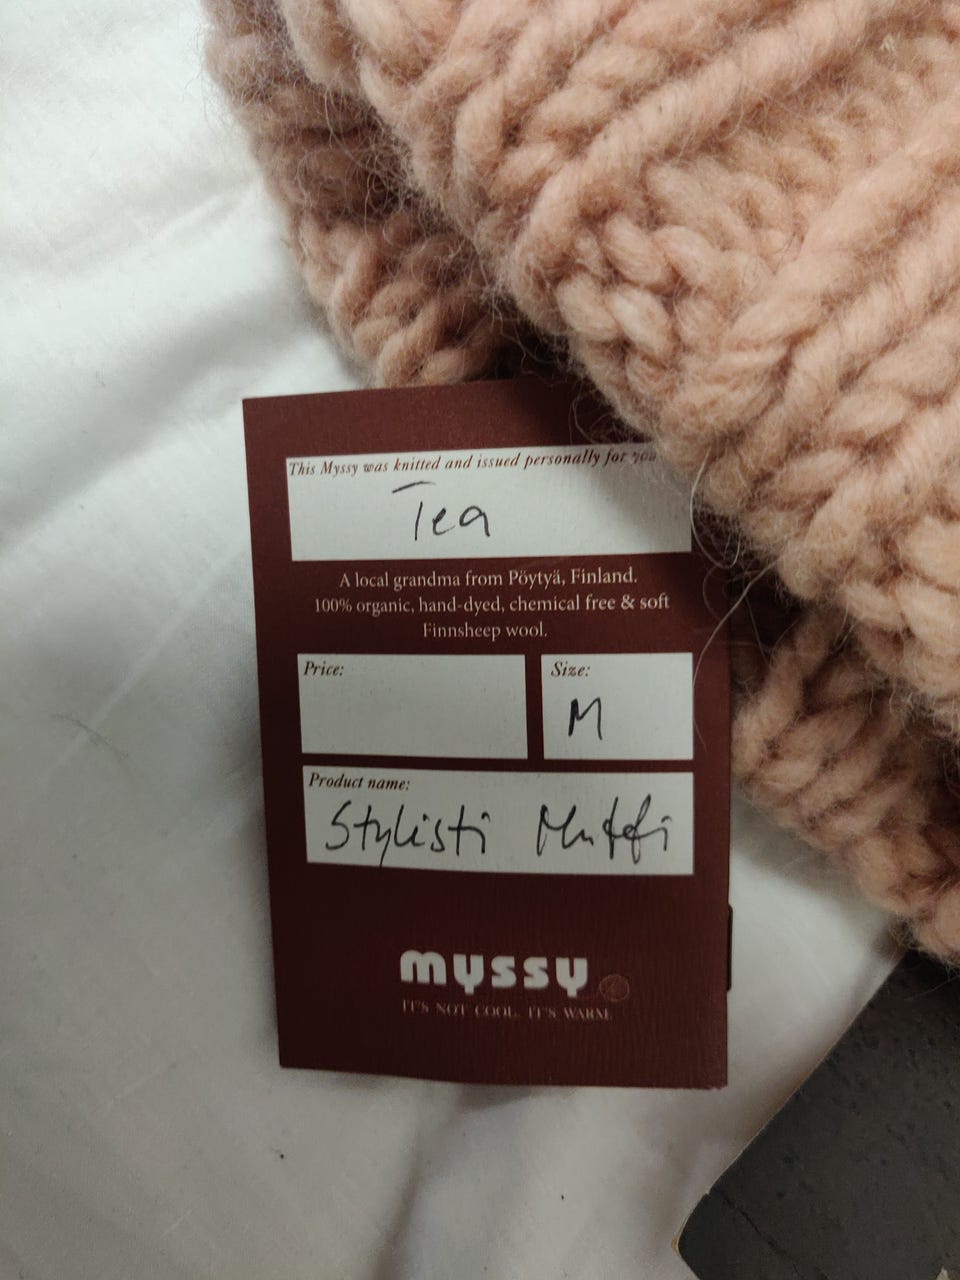 This Myssy was knitted and issued personally for you
Tea
A local grandma from Pöytyä, Finland.
100% organic, hand-dyed, chemical free & soft
Finnsheep wool.
Price:
Size:
M
Product name:
Stylisti
myssy
IT'S NOT COOL. IT'S WARM.